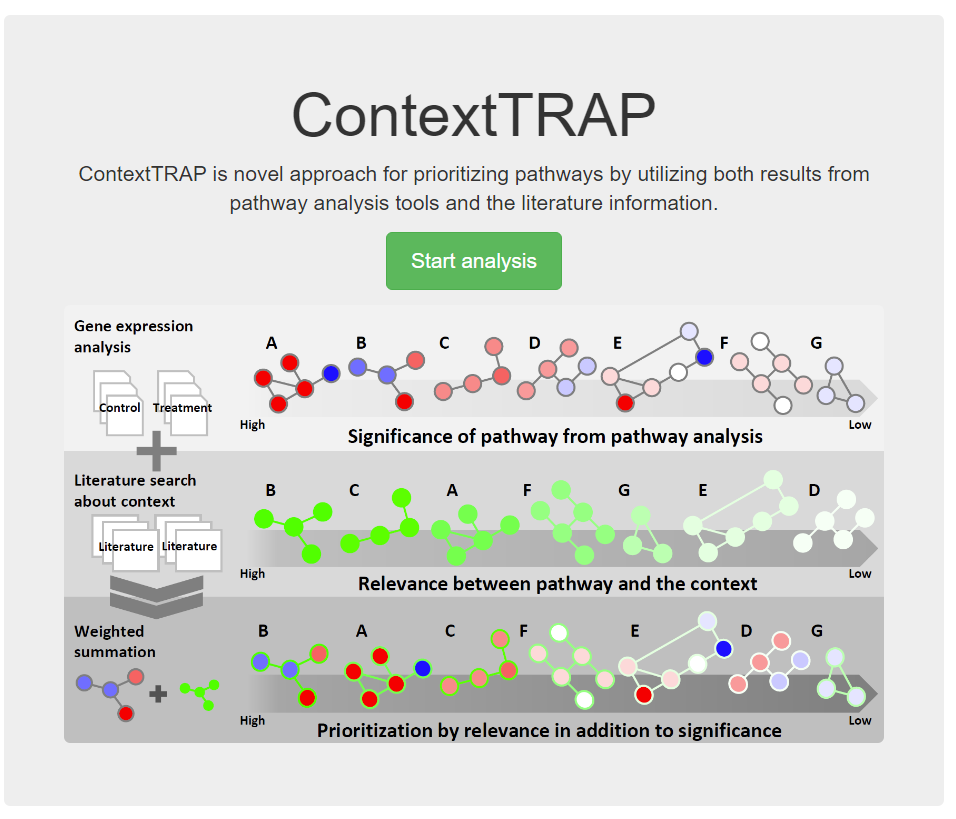 ContextTRAP
ContextTRAP is novel approach for prioritizing pathways by utilizing both results from
pathway analysis tools and the literature information.
Start analysis
Gene expression
analysis
A B C D E F G
Control Treatment
High Low
Significance of pathway from pathway analysis
Literature search
about context
B C A F G E D
Literature Literature
High Low
Relevance between pathway and the context
Weighted
summation
B A C F E D G
High Low
Prioritization by relevance in addition to significance